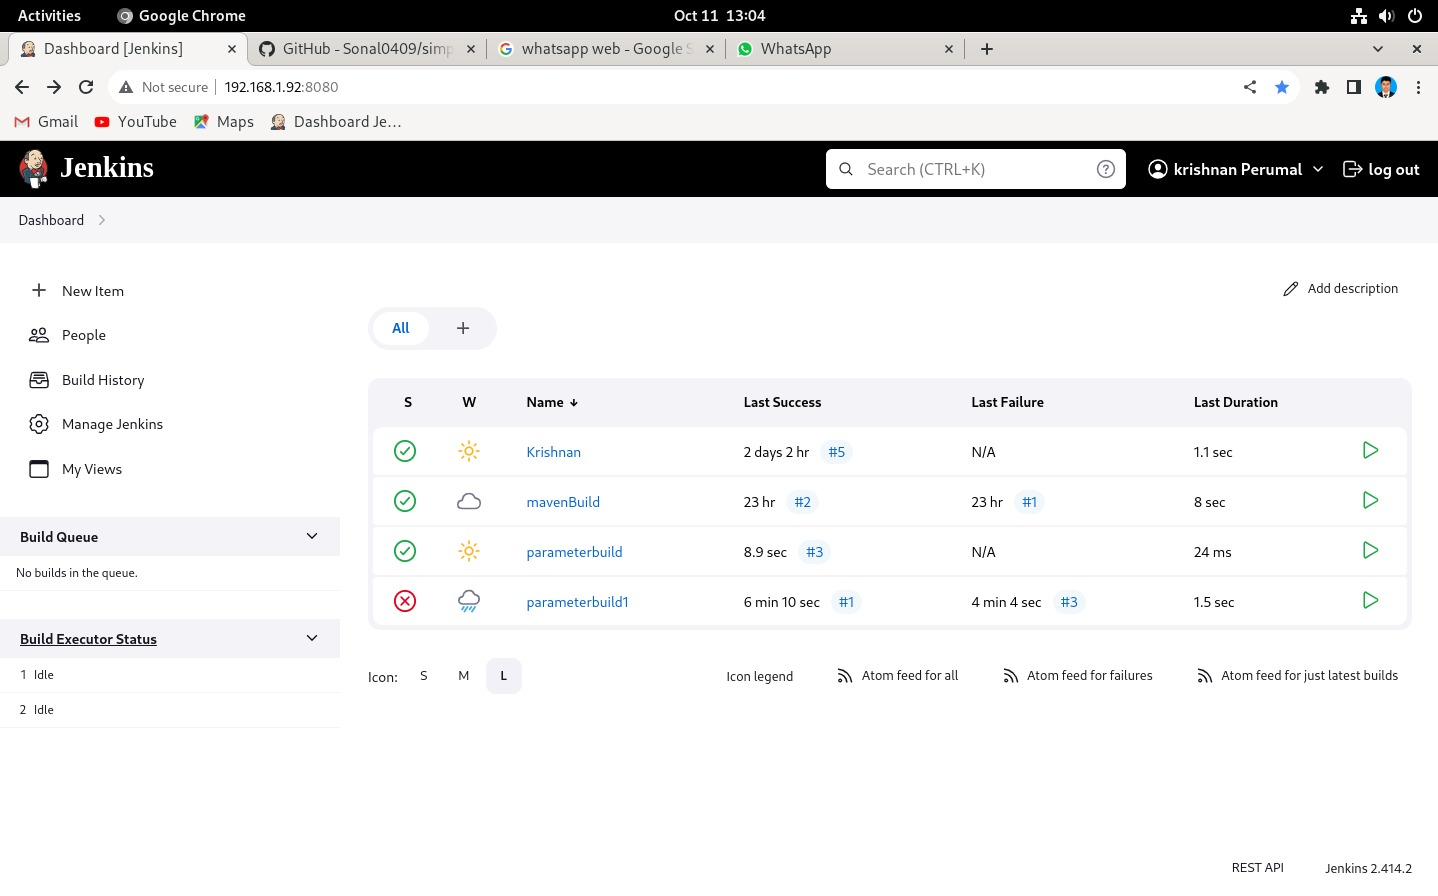 Activities Google Chrome Oct 11 13:04
Dashboard [Jenkins] GitHub - Sonal0409/simp whatsapp web - Google S WhatsApp
Not secure 192.168.1.92:8080
Gmail YouTube Maps Dashboard Je...
Jenkins Search (CTRL+K) krishnan Perumal log out
Dashboard
New Item
Add description
People
All +
Build History
Manage Jenkins
My Views
S W Name ↓ Last Success Last Failure Last Duration
Krishnan 2 days 2 hr #5 N/A 1.1 sec
mavenBuild 23 hr #2 23 hr #1 8 sec
parameterbuild 8.9 sec #3 N/A 24 ms
parameterbuild1 6 min 10 sec #1 4 min 4 sec #3 1.5 sec
Build Queue
No builds in the queue.
Build Executor Status
1 Idle
2 Idle
Icon: S M L Icon legend Atom feed for all Atom feed for failures Atom feed for just latest builds
REST API Jenkins 2.414.2